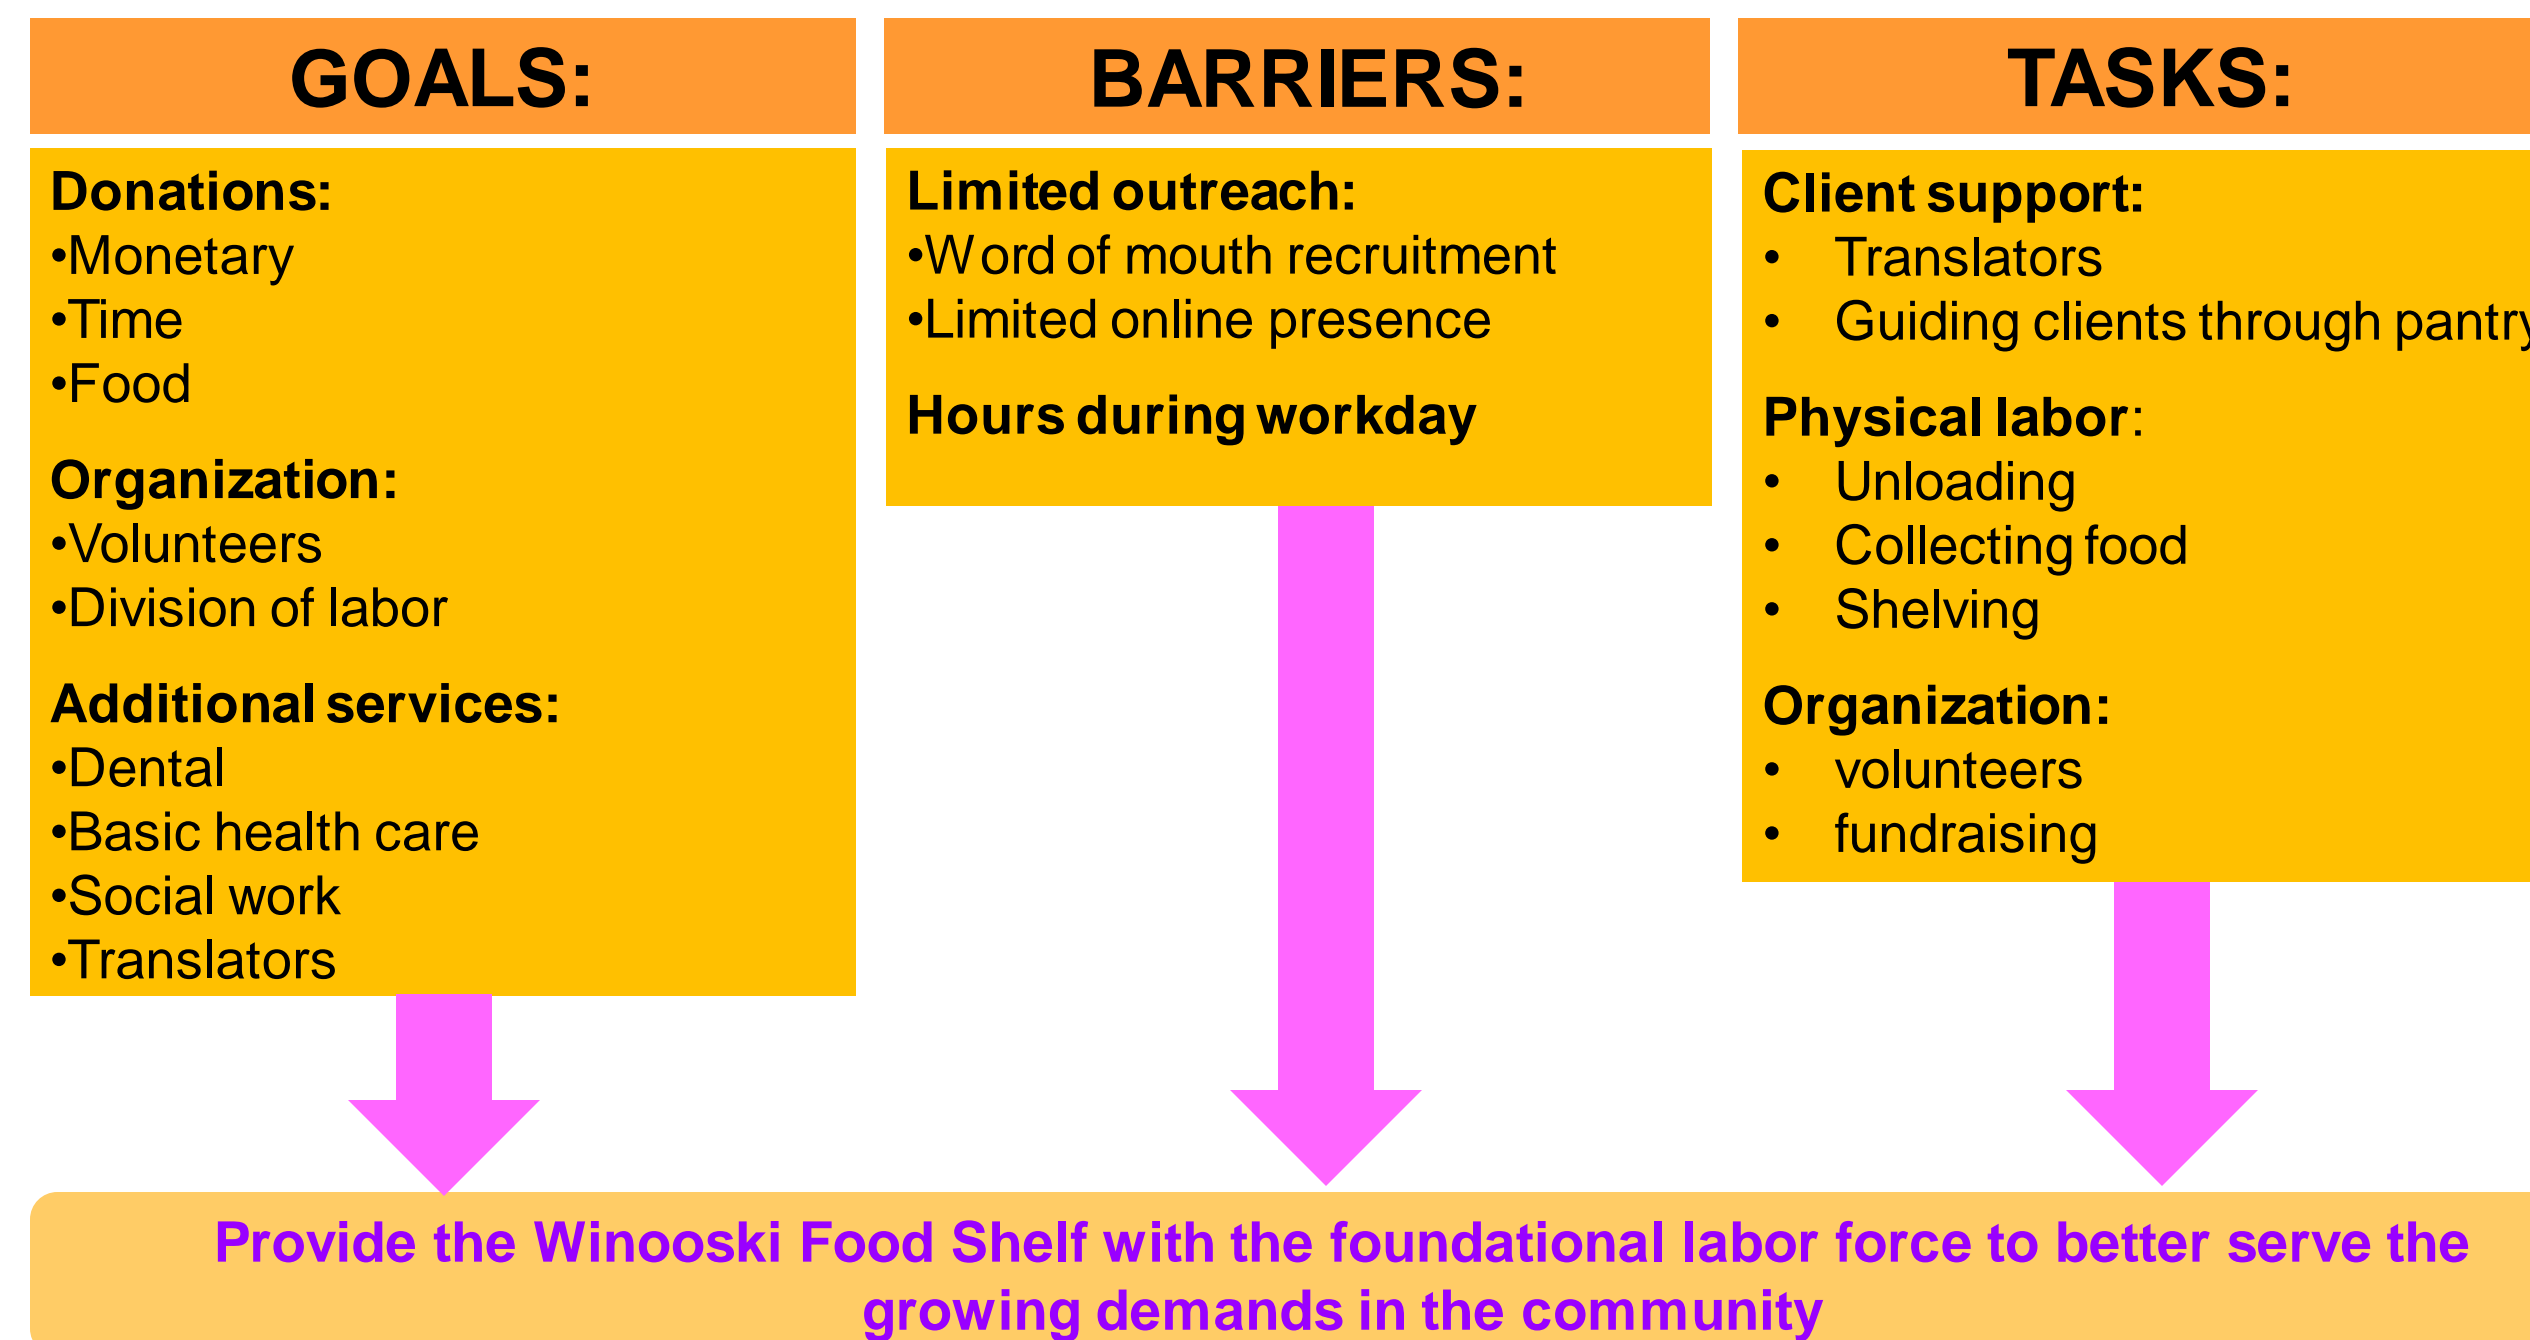 GOALS:
Donations:
•Monetary
•Time
•Food
Organization:
•Volunteers
•Division of labor
Additional services:
•Dental
•Basic health care
•Social work
•Translators
BARRIERS:
Limited outreach:
•Word of mouth recruitment
•Limited online presence
Hours during workday
TASKS:
Client support:
• Translators
• Guiding clients through pantry
Physical labor:
• Unloading
• Collecting food
• Shelving
Organization:
• volunteers
• fundraising
Provide the Winooski Food Shelf with the foundational labor force to better serve the
growing demands in the community